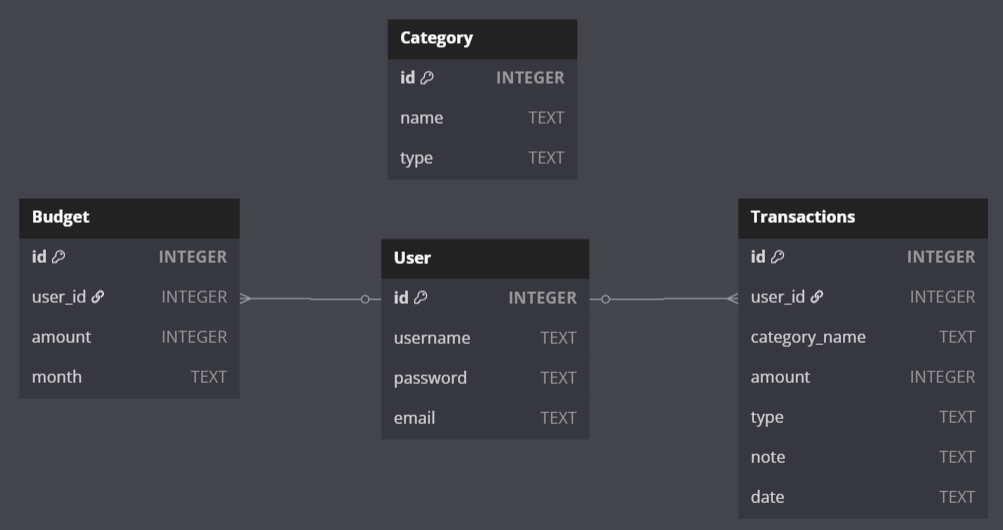 Category
id INTEGER
name TEXT
type TEXT
Budget
id INTEGER
user_id INTEGER
amount INTEGER
month TEXT
User
id INTEGER
username TEXT
password TEXT
email TEXT
Transactions
id INTEGER
user_id INTEGER
category_name TEXT
amount INTEGER
type TEXT
note TEXT
date TEXT